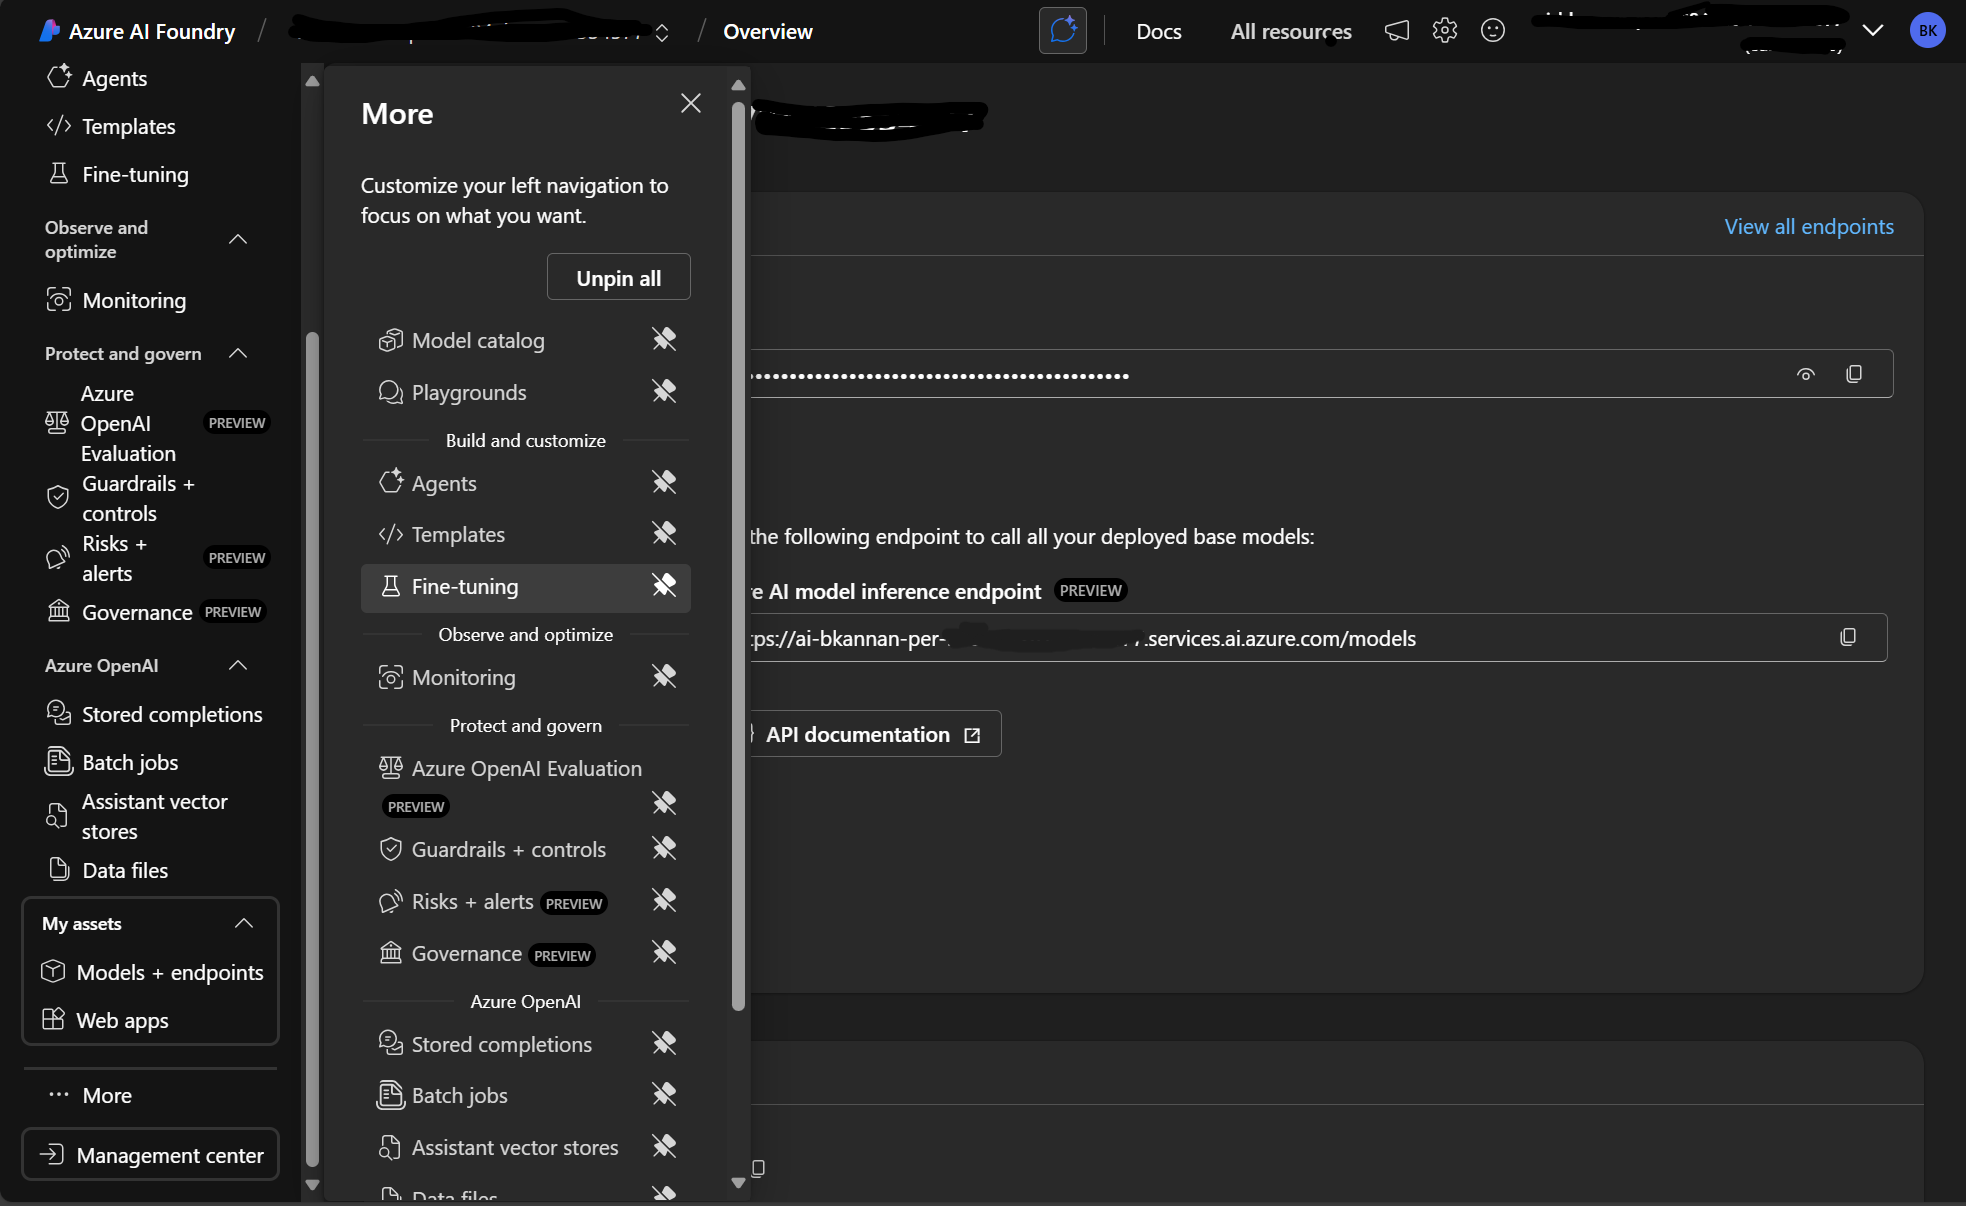 Azure AI Foundry / / Overview
Docs
All resources
BK
Agents
Templates
Fine-tuning
Observe and
optimize
Monitoring
Protect and govern
Azure
OpenAI
Evaluation
PREVIEW
Guardrails +
controls
Risks +
alerts
PREVIEW
Governance PREVIEW
Azure OpenAI
Stored completions
Batch jobs
Assistant vector
stores
Data files
My assets
Models + endpoints
Web apps
More
Management center
More
Customize your left navigation to
focus on what you want.
Unpin all
Model catalog
Playgrounds
Build and customize
Agents
Templates
Fine-tuning
Observe and optimize
Monitoring
Protect and govern
Azure OpenAI Evaluation
PREVIEW
Guardrails + controls
Risks + alerts PREVIEW
Governance PREVIEW
Azure OpenAI
Stored completions
Batch jobs
Assistant vector stores
Data files
View all endpoints
the following endpoint to call all your deployed base models:
AI model inference endpoint PREVIEW
tps://ai-bkannan-per- .services.ai.azure.com/models
API documentation